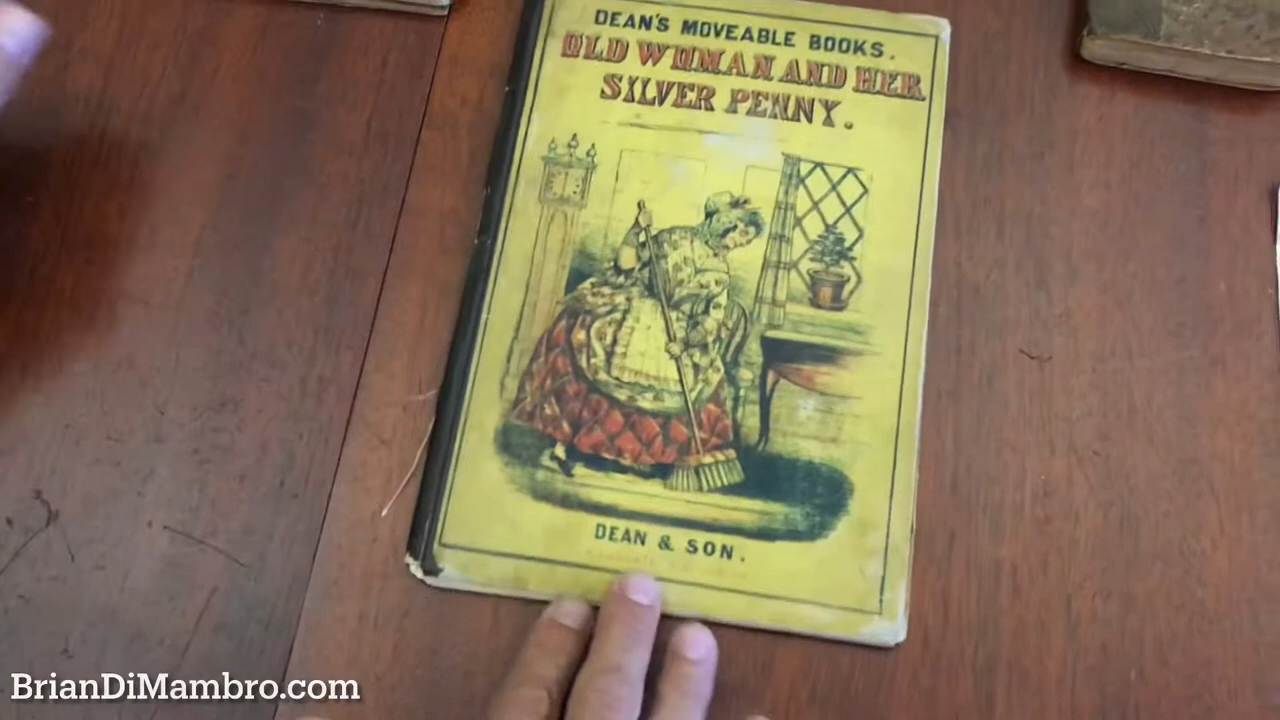 DEAN'S MOVEABLE BOOKS.
OLD WOMAN AND HER
SILVER PENNY.
DEAN & SON.
BrianDiMambro.com